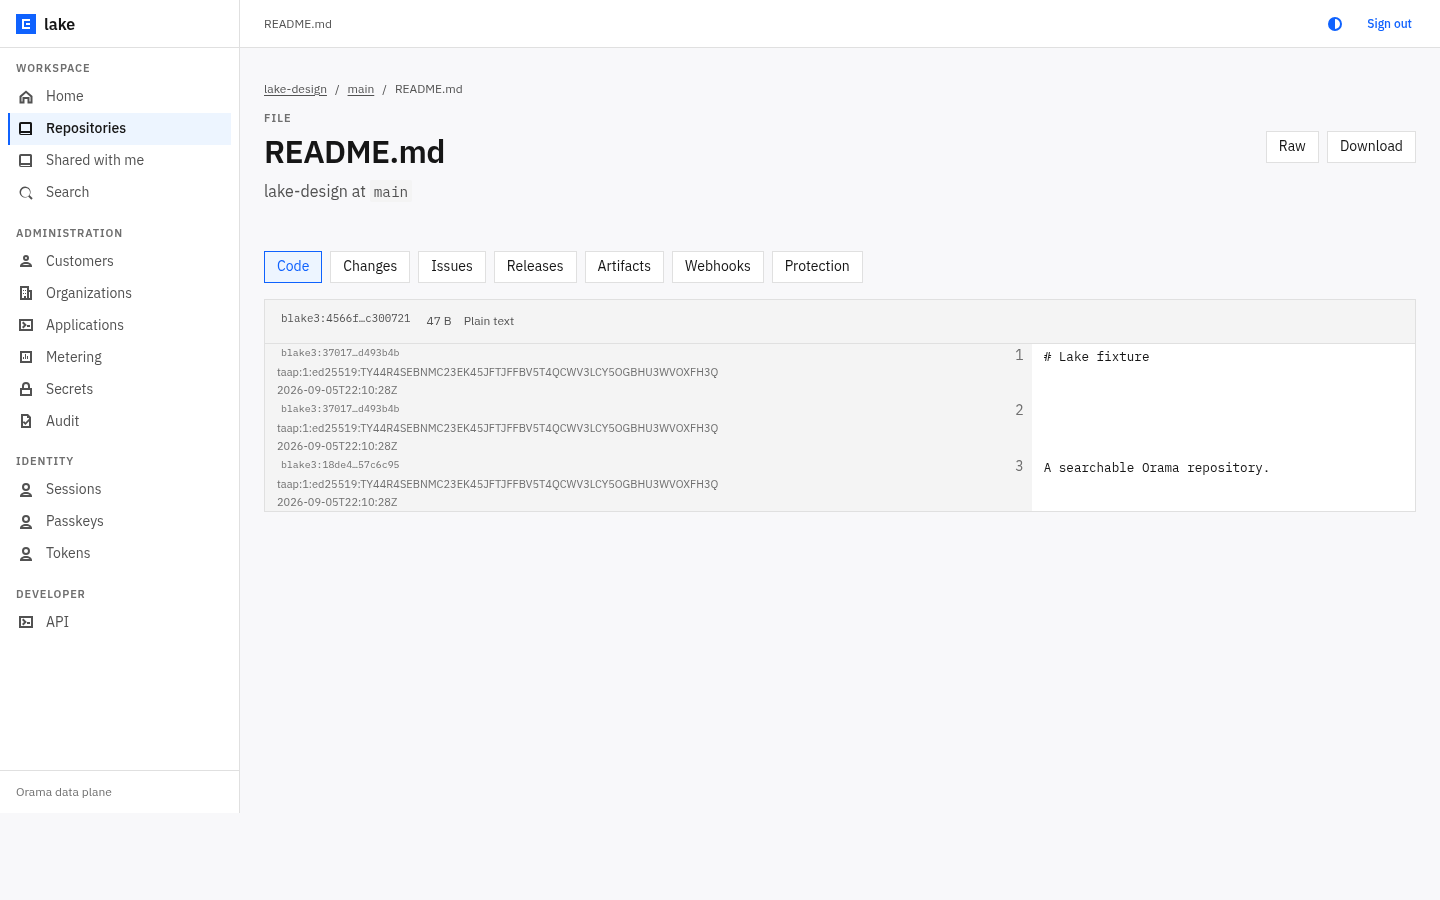 lake
README.md
Sign out
WORKSPACE
Home
Repositories
Shared with me
Search
ADMINISTRATION
Customers
Organizations
Applications
Metering
Secrets
Audit
IDENTITY
Sessions
Passkeys
Tokens
DEVELOPER
API
Orama data plane
lake-design / main / README.md
FILE
README.md
Raw
Download
lake-design at main
Code
Changes
Issues
Releases
Artifacts
Webhooks
Protection
blake3:4566f…c300721 47 B Plain text
blake3:37017…d493b4b
taap:1:ed25519:TY44R4SEBNMC23EK45JFTJFFBV5T4QCWV3LCY5OGBHU3WVOXFH3Q
2026-09-05T22:10:28Z
1 # Lake fixture
blake3:37017…d493b4b
taap:1:ed25519:TY44R4SEBNMC23EK45JFTJFFBV5T4QCWV3LCY5OGBHU3WVOXFH3Q
2026-09-05T22:10:28Z
2
blake3:18de4…57c6c95
taap:1:ed25519:TY44R4SEBNMC23EK45JFTJFFBV5T4QCWV3LCY5OGBHU3WVOXFH3Q
2026-09-05T22:10:28Z
3 A searchable Orama repository.